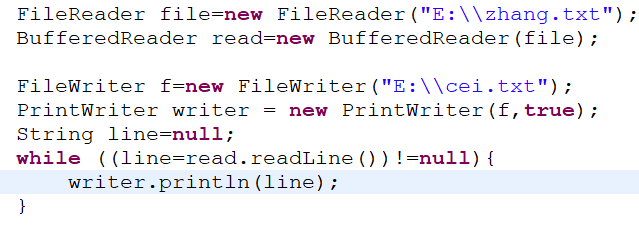 FileReader file=new FileReader("E:\\zhang.txt");
BufferedReader read=new BufferedReader(file);
FileWriter f=new FileWriter("E:\\cei.txt");
PrintWriter writer = new PrintWriter(f,true);
String line=null;
while ((line=read.readLine())!=null){
writer.println(line);
}